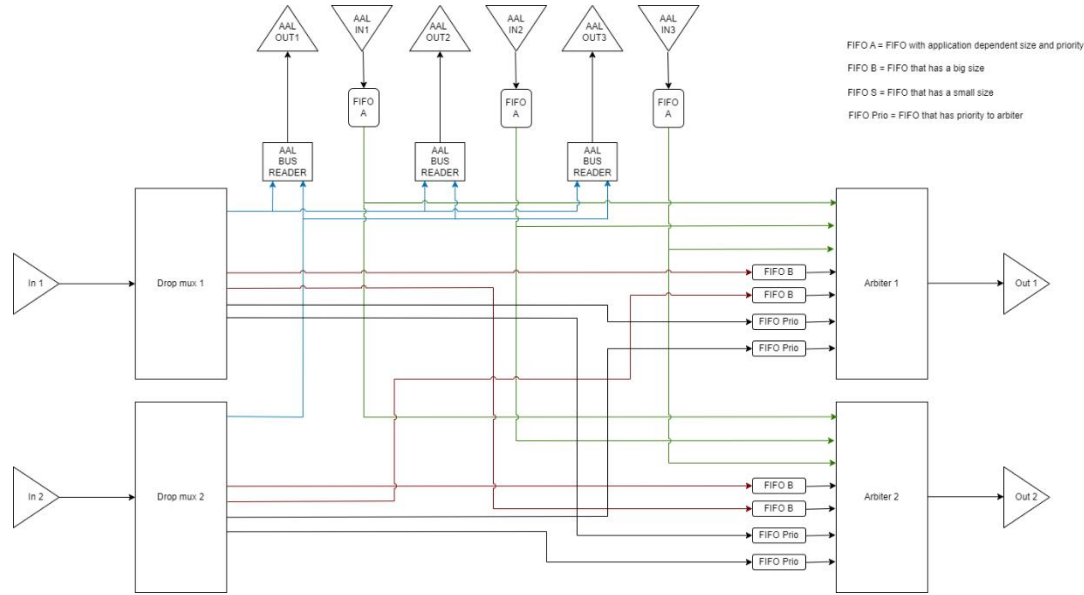 AAL
OUT1
AAL
IN1
AAL
OUT2
AAL
IN2
AAL
OUT3
AAL
IN3
FIFO A = FIFO with application dependent size and priority
FIFO B = FIFO that has a big size
FIFO S = FIFO that has a small size
FIFO Prio = FIFO that has priority to arbiter
FIFO
A
FIFO
A
FIFO
A
AAL
BUS
READER
AAL
BUS
READER
AAL
BUS
READER
In 1
Drop mux 1
FIFO B
FIFO B
FIFO Prio
FIFO Prio
Arbiter 1
Out 1
In 2
Drop mux 2
FIFO B
FIFO B
FIFO Prio
FIFO Prio
Arbiter 2
Out 2